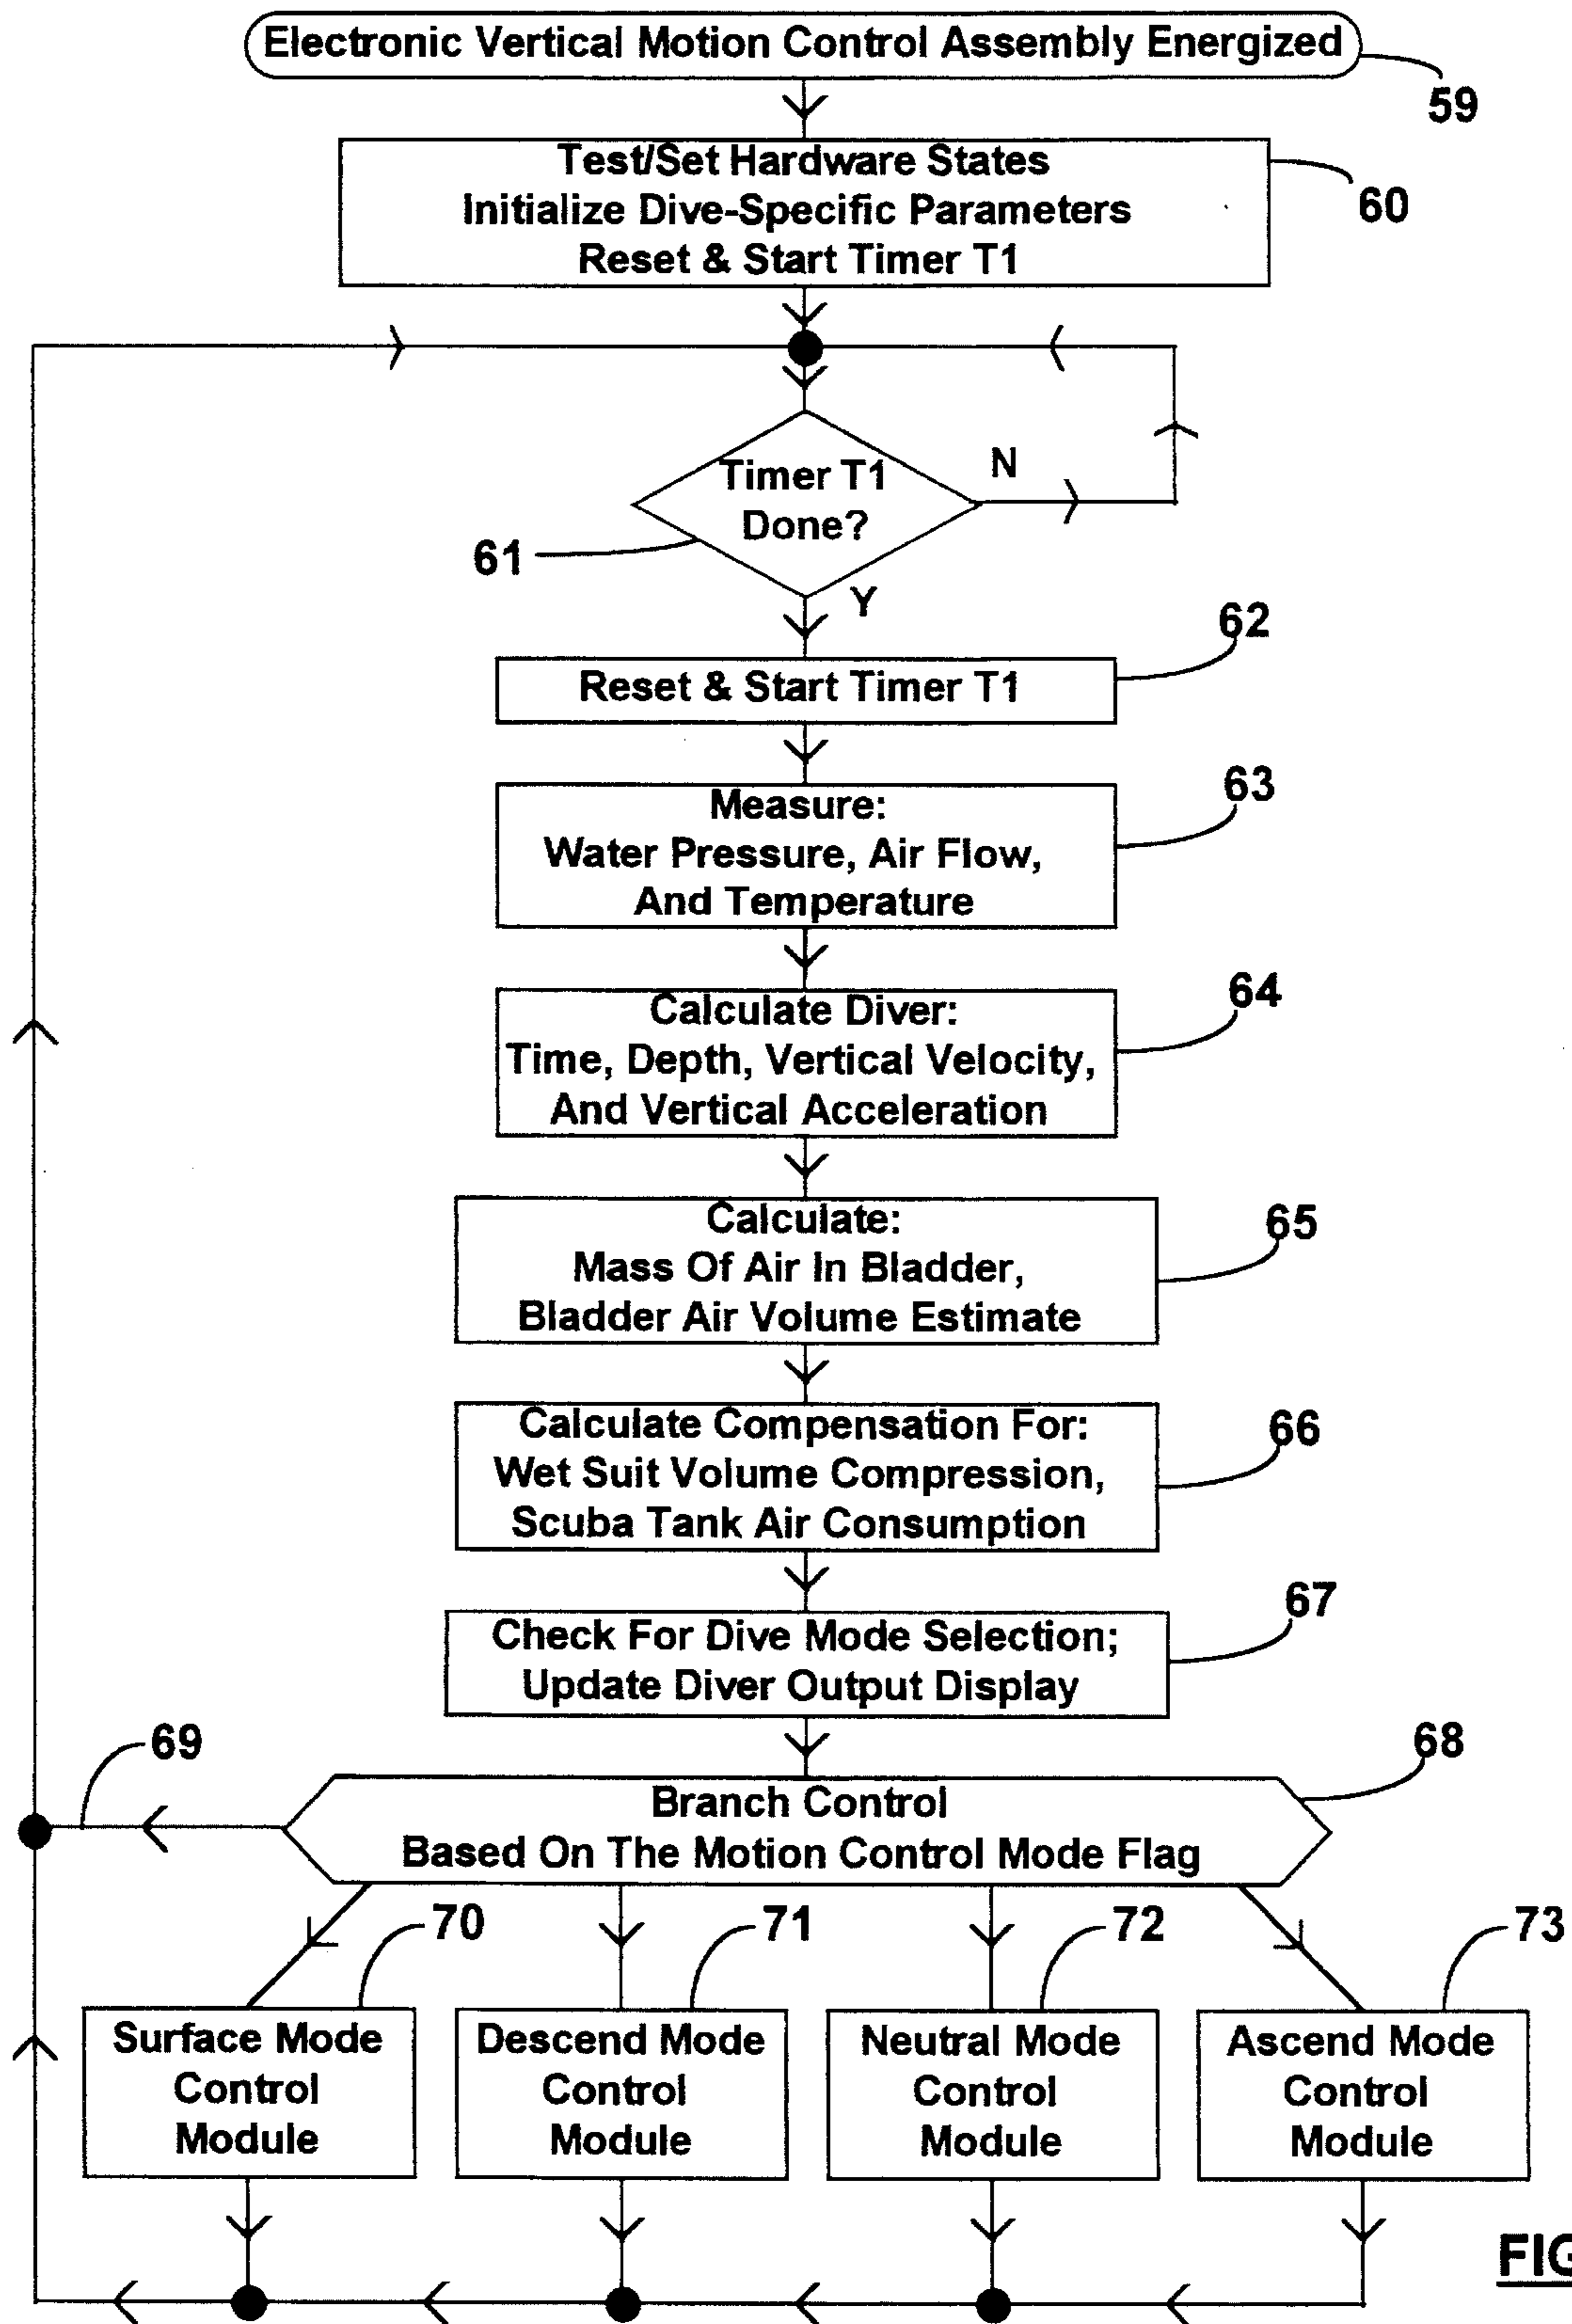 Electronic Vertical Motion Control Assembly Energized
59
Test/Set Hardware States
Initialize Dive-Specific Parameters
Reset & Start Timer T1
60
Timer T1
Done?
N
61
Y
62
Reset & Start Timer T1
63
Measure:
Water Pressure, Air Flow,
And Temperature
64
Calculate Diver:
Time, Depth, Vertical Velocity,
And Vertical Acceleration
65
Calculate:
Mass Of Air In Bladder,
Bladder Air Volume Estimate
66
Calculate Compensation For:
Wet Suit Volume Compression,
Scuba Tank Air Consumption
67
Check For Dive Mode Selection;
Update Diver Output Display
69
68
Branch Control
Based On The Motion Control Mode Flag
70
71
72
73
Surface Mode
Control
Module
Descend Mode
Control
Module
Neutral Mode
Control
Module
Ascend Mode
Control
Module
FIG